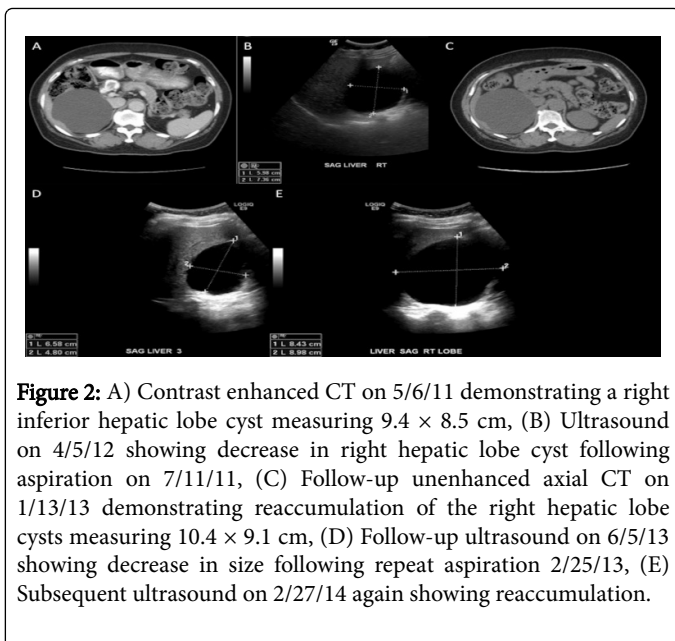 A
B
C
SAG LIVER RT
1 L 5.98 cm
2 L 7.36 cm
D
LOGIQ
E9
E
LOGIQ
E9
1 L 6.58 cm
2 L 4.80 cm
SAG LIVER 3
1 L 8.43 cm
2 L 8.98 cm
LIVER SAG RT LOBE
Figure 2: A) Contrast enhanced CT on 5/6/11 demonstrating a right
inferior hepatic lobe cyst measuring 9.4 × 8.5 cm, (B) Ultrasound
on 4/5/12 showing decrease in right hepatic lobe cyst following
aspiration on 7/11/11, (C) Follow-up unenhanced axial CT on
1/13/13 demonstrating reaccumulation of the right hepatic lobe
cysts measuring 10.4 × 9.1 cm, (D) Follow-up ultrasound on 6/5/13
showing decrease in size following repeat aspiration 2/25/13, (E)
Subsequent ultrasound on 2/27/14 again showing reaccumulation.